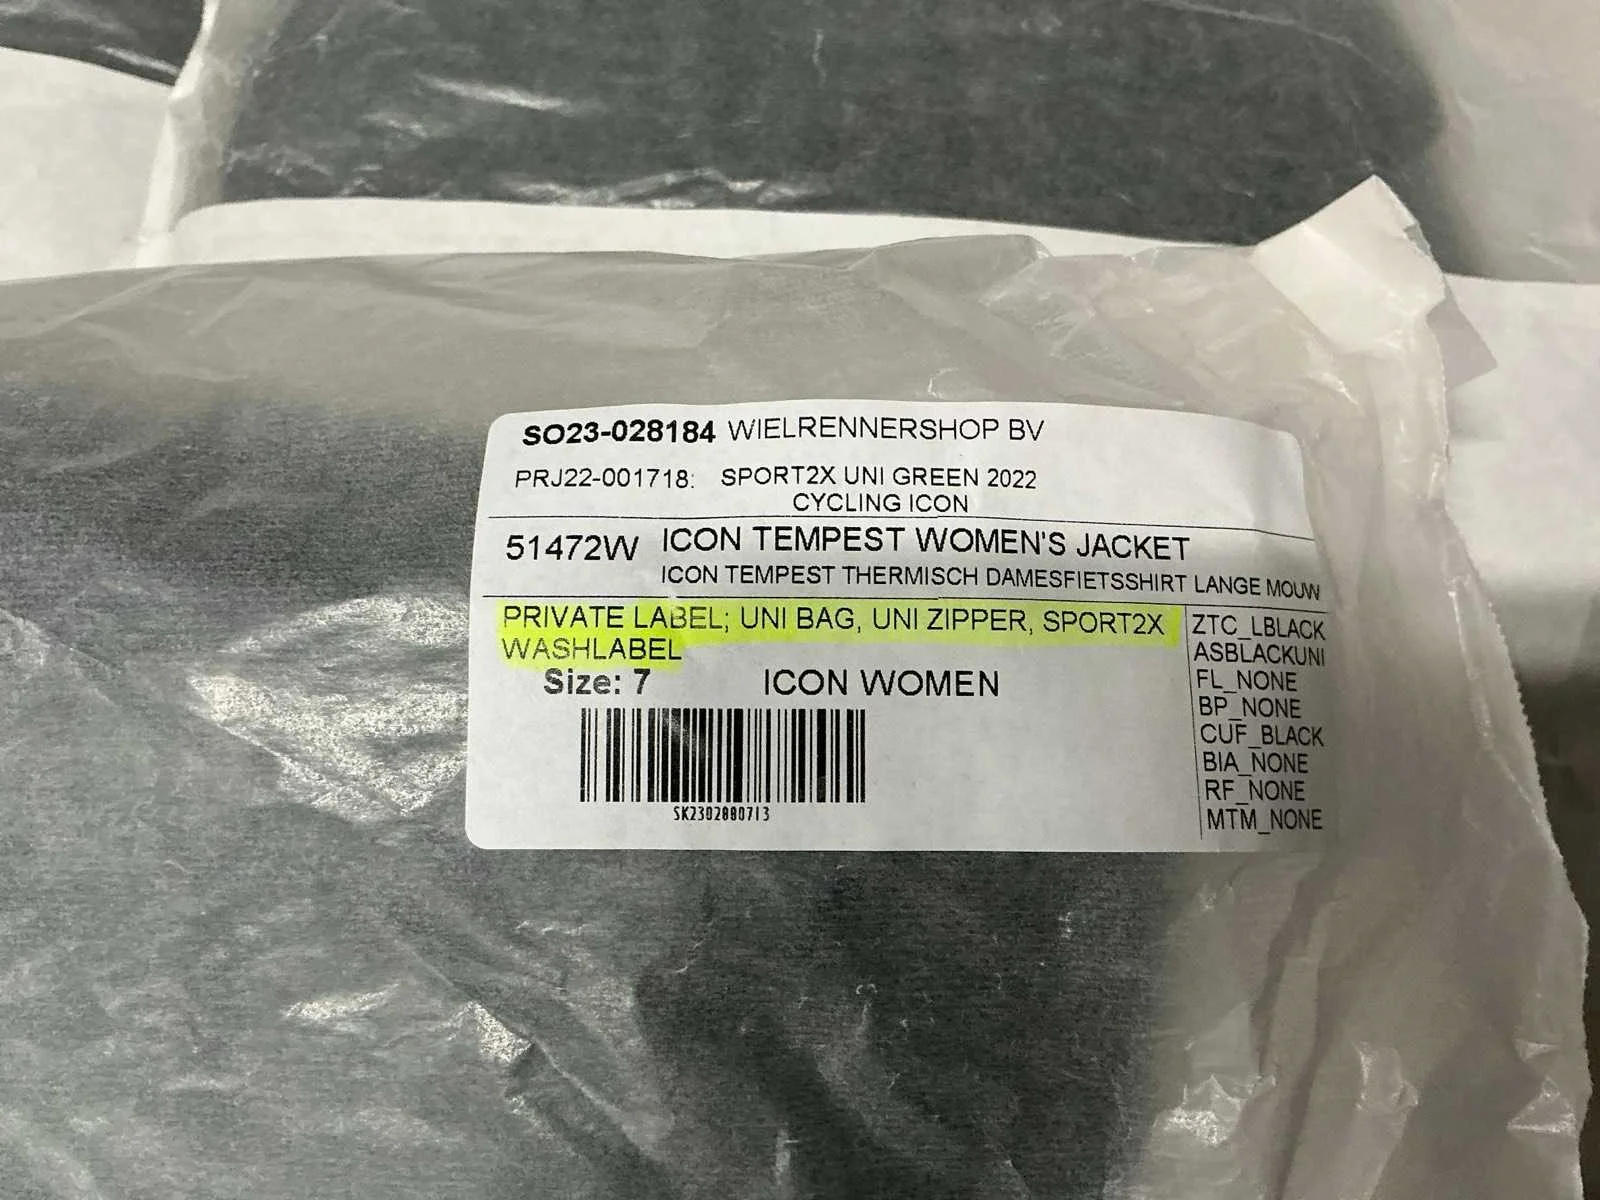 SO23-028184 WIELRENNERSHOP BV
PRJ22-001718: SPORT2X UNI GREEN 2022
CYCLING ICON
51472W ICON TEMPEST WOMEN'S JACKET
ICON TEMPEST THERMISCH DAMESFIETSSHIRT LANGE MOUW
PRIVATE LABEL; UNI BAG, UNI ZIPPER, SPORT2X
WASHLABEL
Size: 7 ICON WOMEN
SK2302880713
ZTC_LBLACK
ASBLACKUNI
FL_NONE
BP_NONE
CUF_BLACK
BIA_NONE
RF_NONE
MTM_NONE